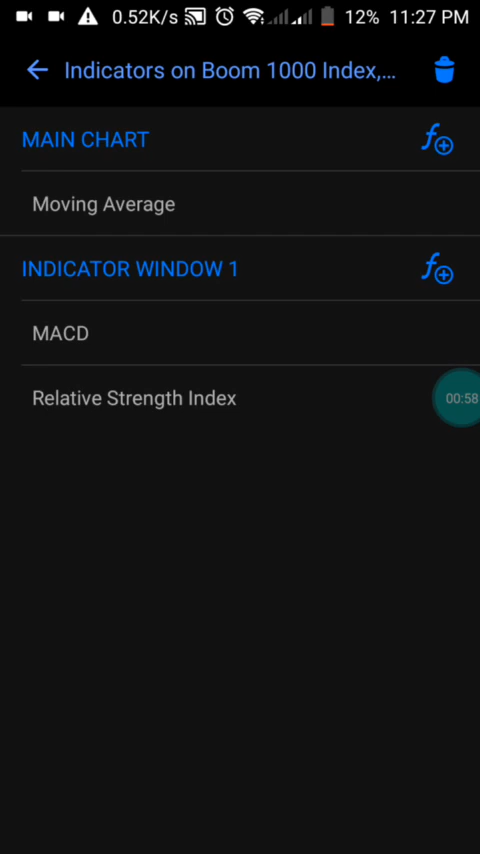 0.52K/s 12% 11:27 PM
Indicators on Boom 1000 Index,...
MAIN CHART
Moving Average
INDICATOR WINDOW 1
MACD
Relative Strength Index
00:58